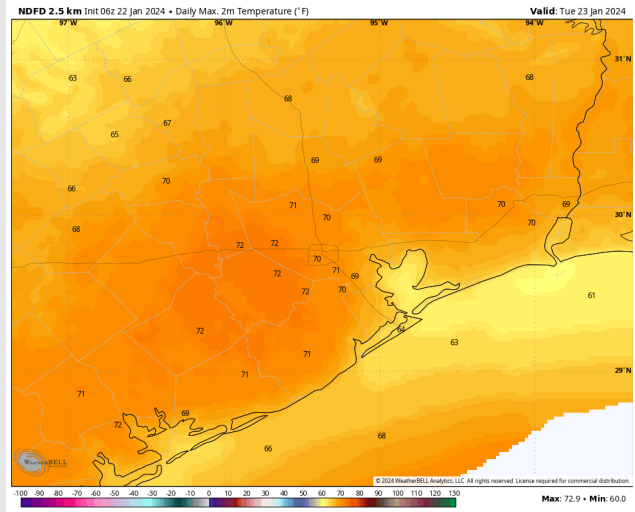 NDFD 2.5 km Init 06z 22 Jan 2024 • Daily Max. 2m Temperature (°F)
Valid: Tue 23 Jan 2024
97°W 96°W 95°W 94°W
31°N
63 66 68
68
65 67
69 69
66 70
71 70 69
30°N
68 70 70
72 72
70
72 71 69
72 70
61
72 64
63
71
29°N
71
71
69
72
68
66
WeatherBELL
© 2024 WeatherBELL Analytics, LLC. All rights reserved. License required for commercial distribution.
-100 -90 -80 -70 -60 -50 -40 -30 -20 -10 0 10 20 30 40 50 60 70 80 90 100 110 120 130
Max: 72.9 • Min: 60.0